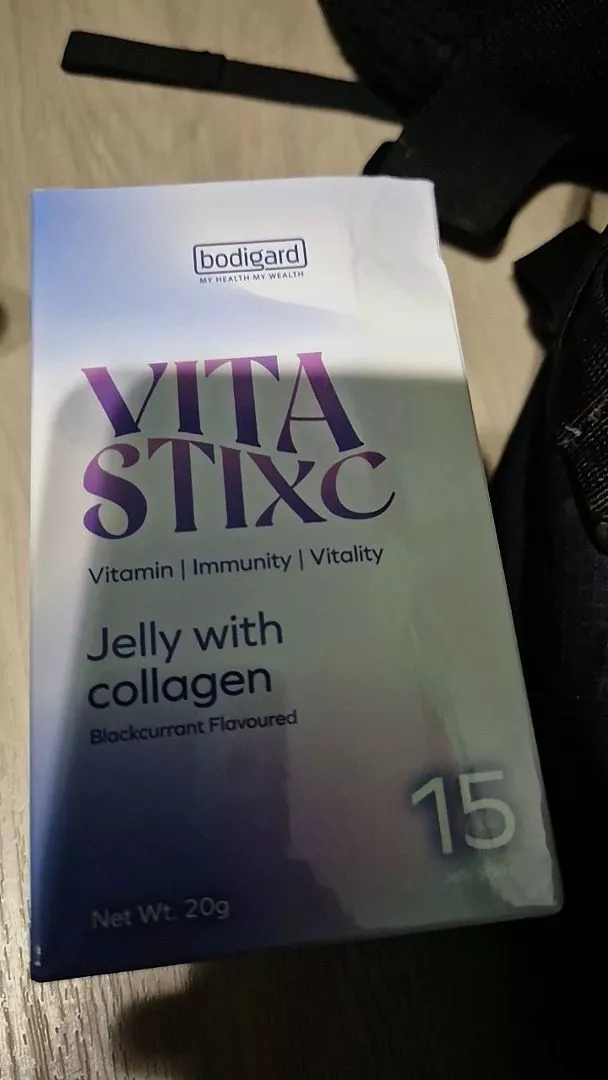 bodigard
MY HEALTH MY WEALTH
VITA
STIXC
Vitamin | Immunity | Vitality
Jelly with
collagen
Blackcurrant Flavoured
15
Net Wt. 20g